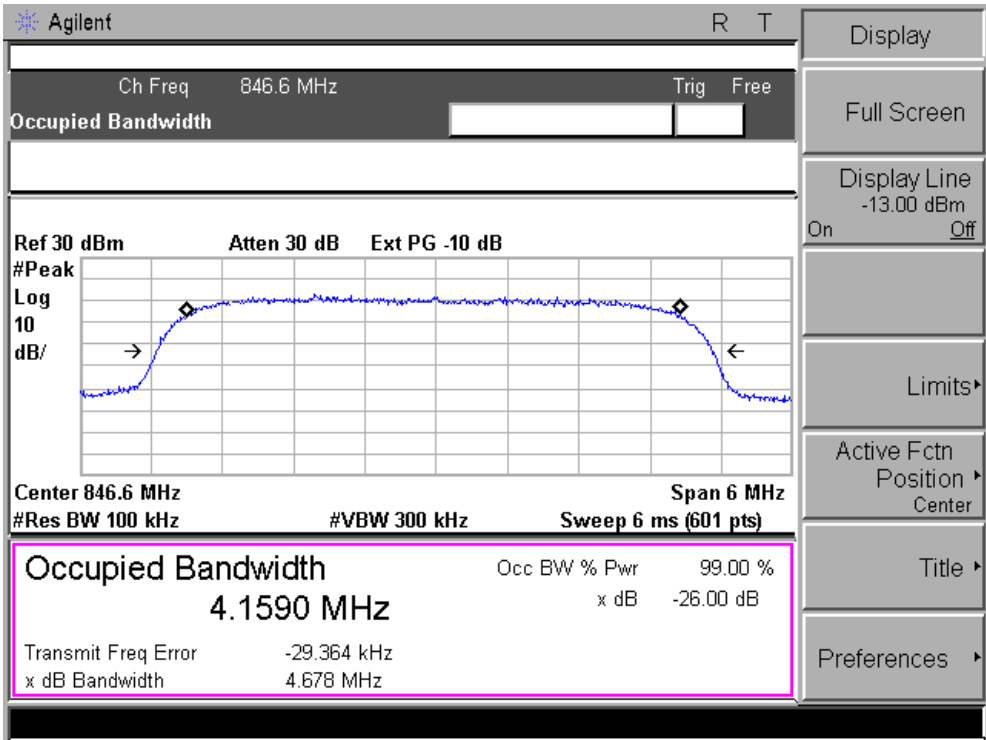 Agilent R T
Ch Freq 846.6 MHz Trig Free
Occupied Bandwidth
Ref 30 dBm Atten 30 dB Ext PG -10 dB
#Peak
Log
10
dB/
Center 846.6 MHz Span 6 MHz
#Res BW 100 kHz #VBW 300 kHz Sweep 6 ms (601 pts)
Occupied Bandwidth
4.1590 MHz
Occ BW % Pwr 99.00 %
x dB -26.00 dB
Transmit Freq Error -29.364 kHz
x dB Bandwidth 4.678 MHz
Display
Full Screen
Display Line
-13.00 dBm
On Off
Limits
Active Fctn
Position
Center
Title
Preferences